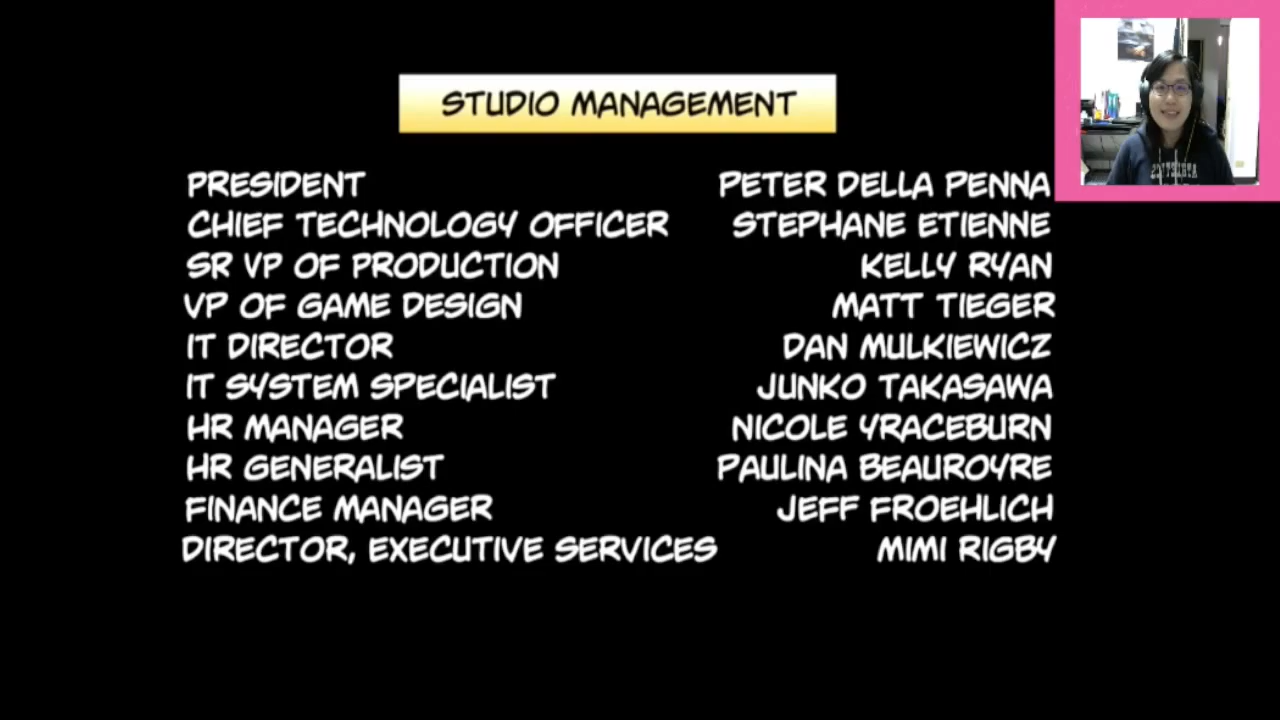 STUDIO MANAGEMENT
PRESIDENT PETER DELLA PENNA
CHIEF TECHNOLOGY OFFICER STEPHANE ETIENNE
SR VP OF PRODUCTION KELLY RYAN
VP OF GAME DESIGN MATT TIEGER
IT DIRECTOR DAN MULKIEWICZ
IT SYSTEM SPECIALIST JUNKO TAKASAWA
HR MANAGER NICOLE YRACEBURN
HR GENERALIST PAULINA BEAUROYRE
FINANCE MANAGER JEFF FROEHLICH
DIRECTOR, EXECUTIVE SERVICES MIMI RIGBY